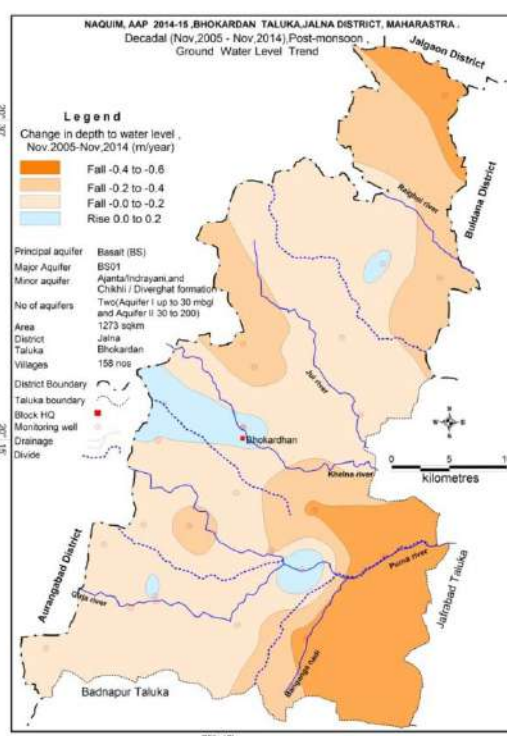 NAQUIM, AAP 2014-15 ,BHOKARDAN TALUKA,JALNA DISTRICT, MAHARASTRA .
Decadal (Nov,2005 - Nov,2014),Post-monsoon ,
Ground Water Level Trend
Jalgaon District
Legend
Change in depth to water level ,
Nov.2005-Nov,2014 (m/year)
Fall -0.4 to -0.6
Fall -0.2 to -0.4
Fall -0.0 to -0.2
Rise 0.0 to 0.2
Buldana District
Principal aquifer Basalt (BS)
Major Aquifer BS01
Minor aquifer Ajanta/Indrayani,and
Chikhli / Diverghat formation
No of aquifers Two(Aquifer I up to 30 mbgl
and Aquifer II 30 to 200)
Area 1273 sqkm
District Jalna
Taluka Bhokardan
Villages 158 nos
District Boundary
Taluka boundary
Block HQ
Monitoring well
Drainage
Divide
Jui river
Bhokardhan
Khelna river
N
W E
S
0 5
kilometres
Aurangabad District
Purna river
Jafrabad Taluka
Badnapur Taluka